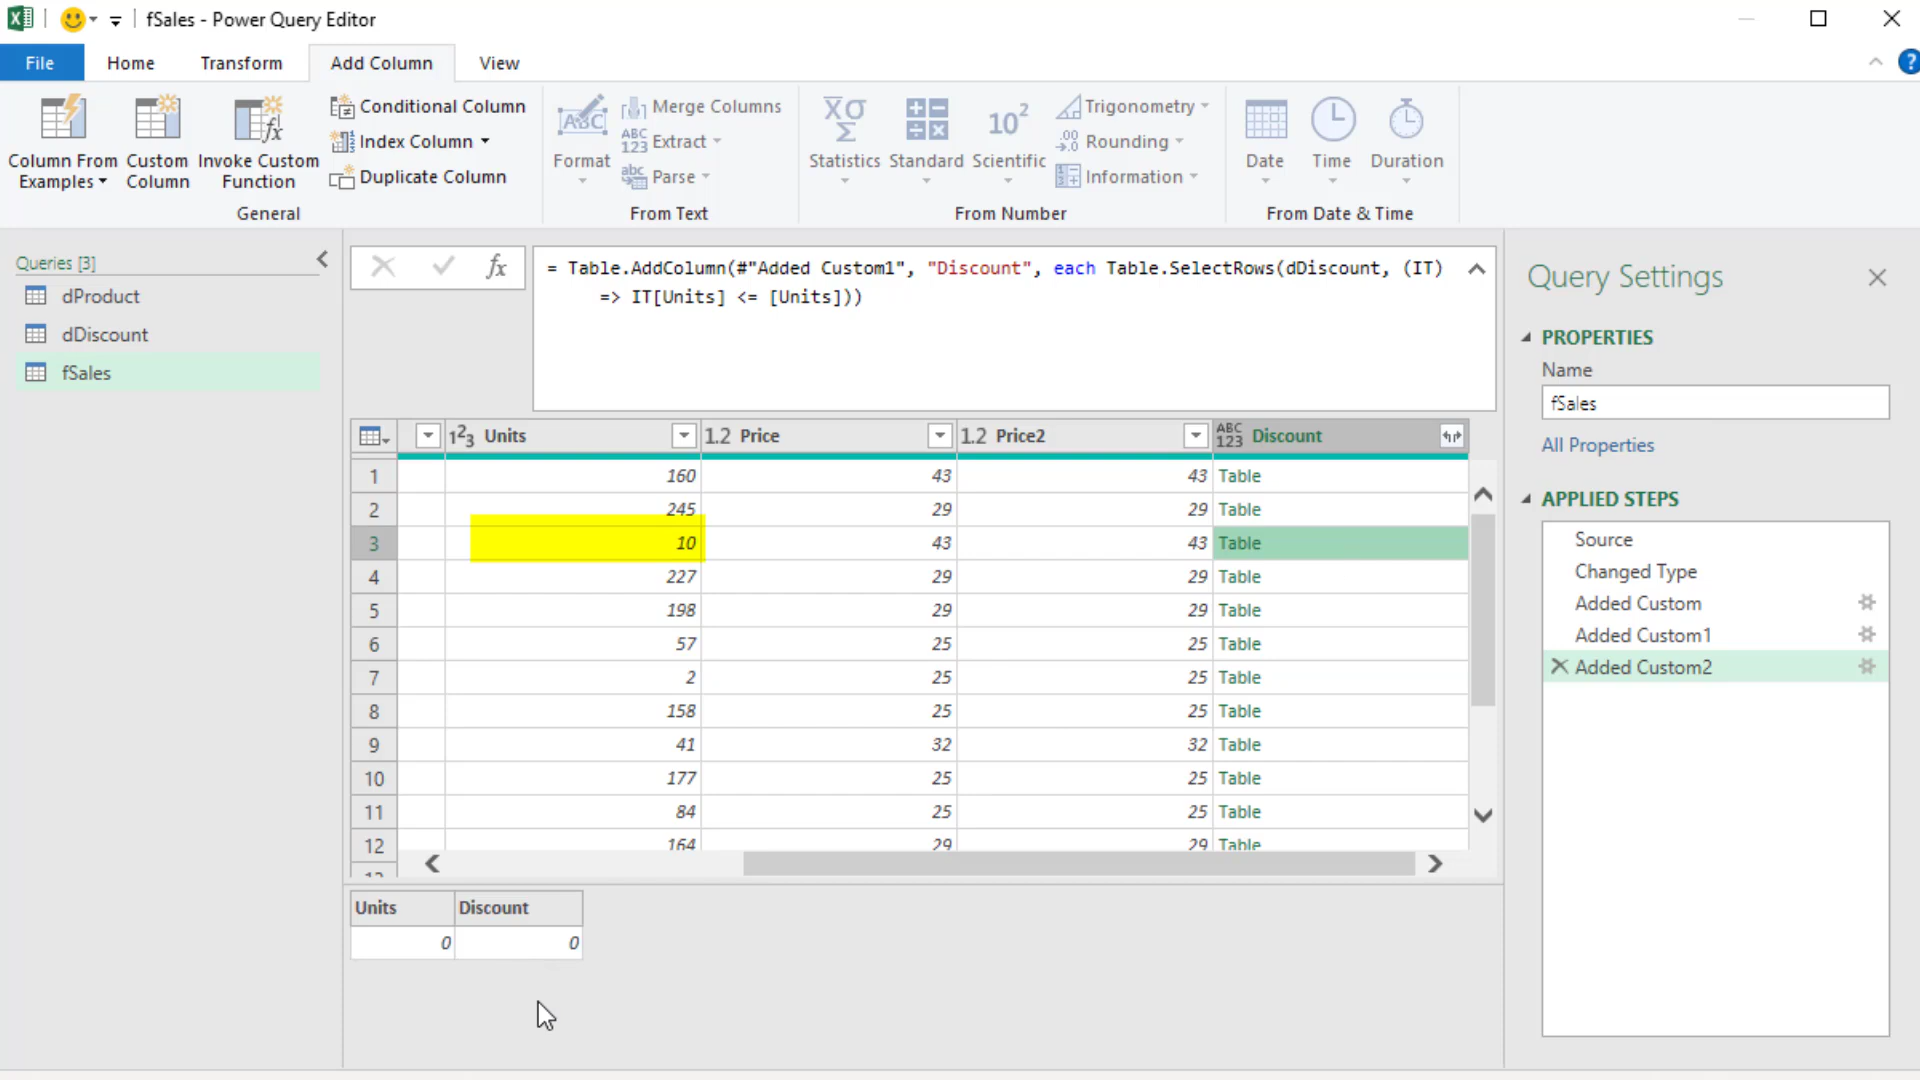 fSales - Power Query Editor
File Home Transform Add Column View
Column From Examples
Custom Column
Invoke Custom Function
Conditional Column
Index Column
Duplicate Column
General
Format
Merge Columns
Extract
Parse
From Text
Statistics
Standard
Scientific
Trigonometry
Rounding
Information
From Number
Date
Time
Duration
From Date & Time
Queries [3]
dProduct
dDiscount
fSales
fx
= Table.AddColumn(#"Added Custom1", "Discount", each Table.SelectRows(dDiscount, (IT)
=> IT[Units] <= [Units]))
1²3 Units 1.2 Price 1.2 Price2 ABC 123 Discount
1 160 43 43 Table
2 245 29 29 Table
3 10 43 43 Table
4 227 29 29 Table
5 198 29 29 Table
6 57 25 25 Table
7 2 25 25 Table
8 158 25 25 Table
9 41 32 32 Table
10 177 25 25 Table
11 84 25 25 Table
12 164 29 29 Table
Units Discount
0 0
Query Settings
PROPERTIES
Name
fSales
All Properties
APPLIED STEPS
Source
Changed Type
Added Custom
Added Custom1
Added Custom2